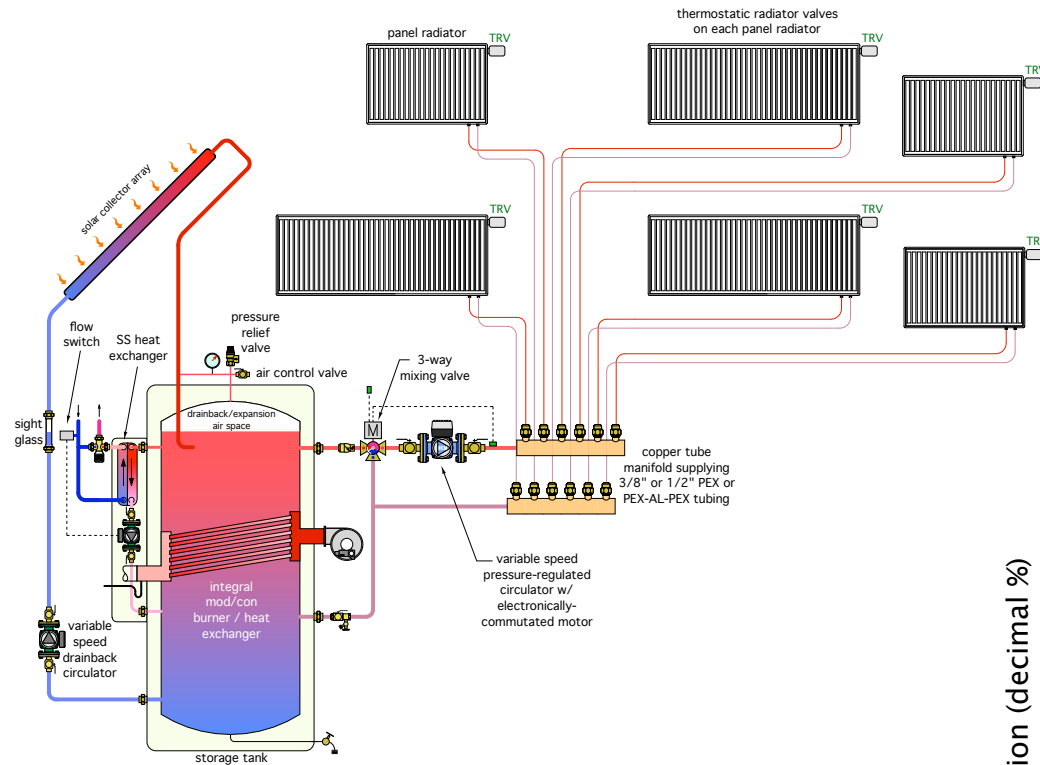 thermostatic radiator valves
on each panel radiator
panel radiator
TRV
TRV
TRV
solar collector array
TRV
TRV
TRV
pressure
relief
valve
flow
switch
SS heat
exchanger
air control valve
3-way
mixing valve
sight
glass
drainback/expansion
air space
M
copper tube
manifold supplying
3/8" or 1/2" PEX or
PEX-AL-PEX tubing
integral
mod/con
burner / heat
exchanger
variable speed
pressure-regulated
circulator w/
electronically-
commutated motor
variable
speed
drainback
circulator
storage tank
ion (decimal %)